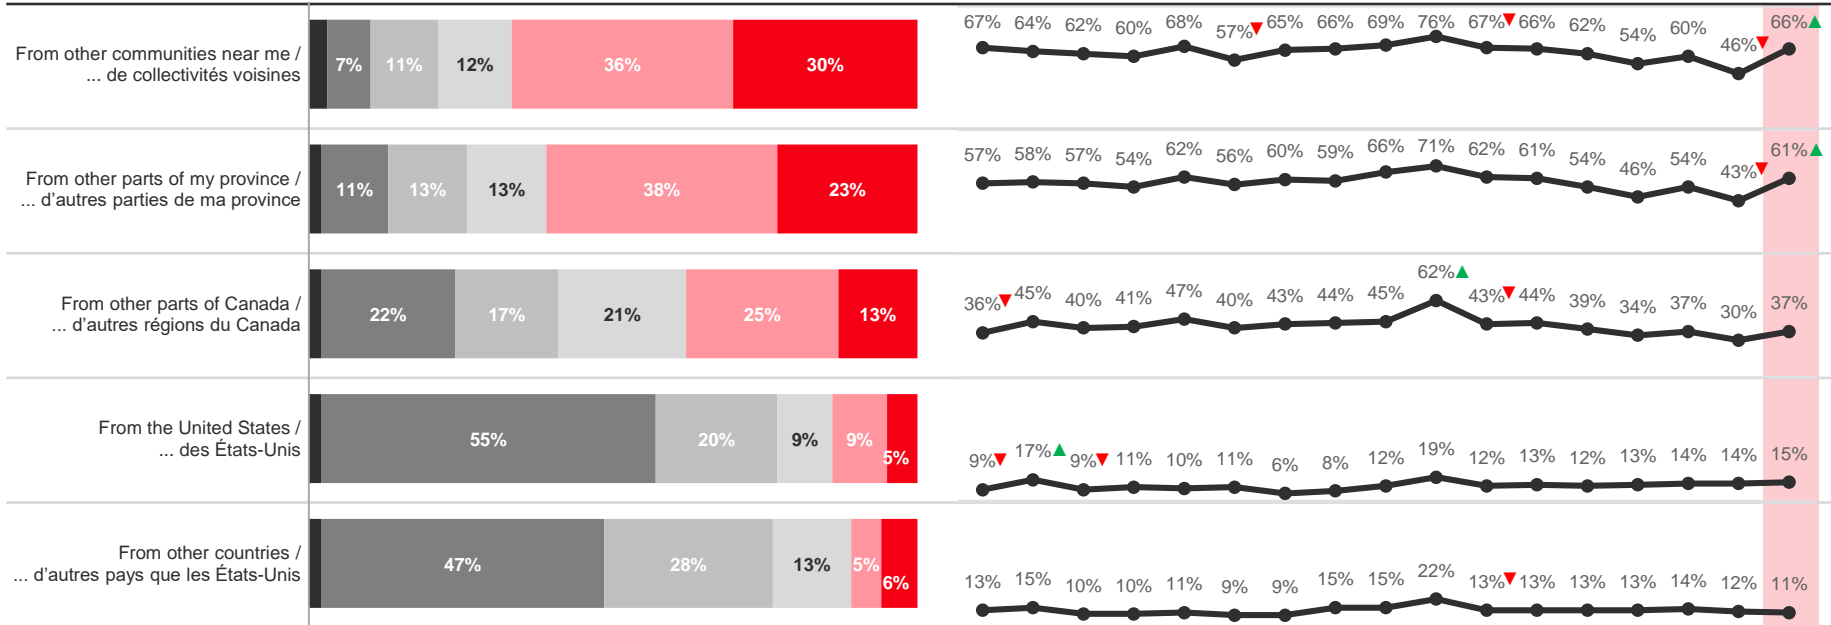 From other communities near me /
... de collectivités voisines
7% 11% 12% 36% 30%
67% 64% 62% 60% 68% 57% 65% 66% 69% 76% 67% 66% 62% 54% 60% 46% 66%
From other parts of my province /
... d'autres parties de ma province
11% 13% 13% 38% 23%
57% 58% 57% 54% 62% 56% 60% 59% 66% 71% 62% 61% 54% 46% 54% 43% 61%
From other parts of Canada /
... d'autres régions du Canada
22% 17% 21% 25% 13%
36% 45% 40% 41% 47% 40% 43% 44% 45% 62% 43% 44% 39% 34% 37% 30% 37%
From the United States /
... des États-Unis
55% 20% 9% 9% 5%
9% 17% 9% 11% 10% 11% 6% 8% 12% 19% 12% 13% 12% 13% 14% 14% 15%
From other countries /
... d'autres pays que les États-Unis
47% 28% 13% 5% 6%
13% 15% 10% 10% 11% 9% 9% 15% 15% 22% 13% 13% 13% 13% 14% 12% 11%